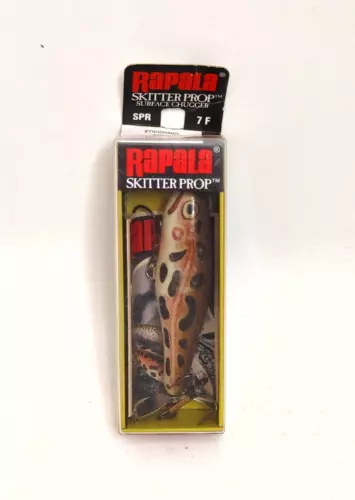 RAPALA®
SKITTER PROP™
SURFACE CHUGGER
SPR 7 F
RAPALA®
SKITTER PROP™